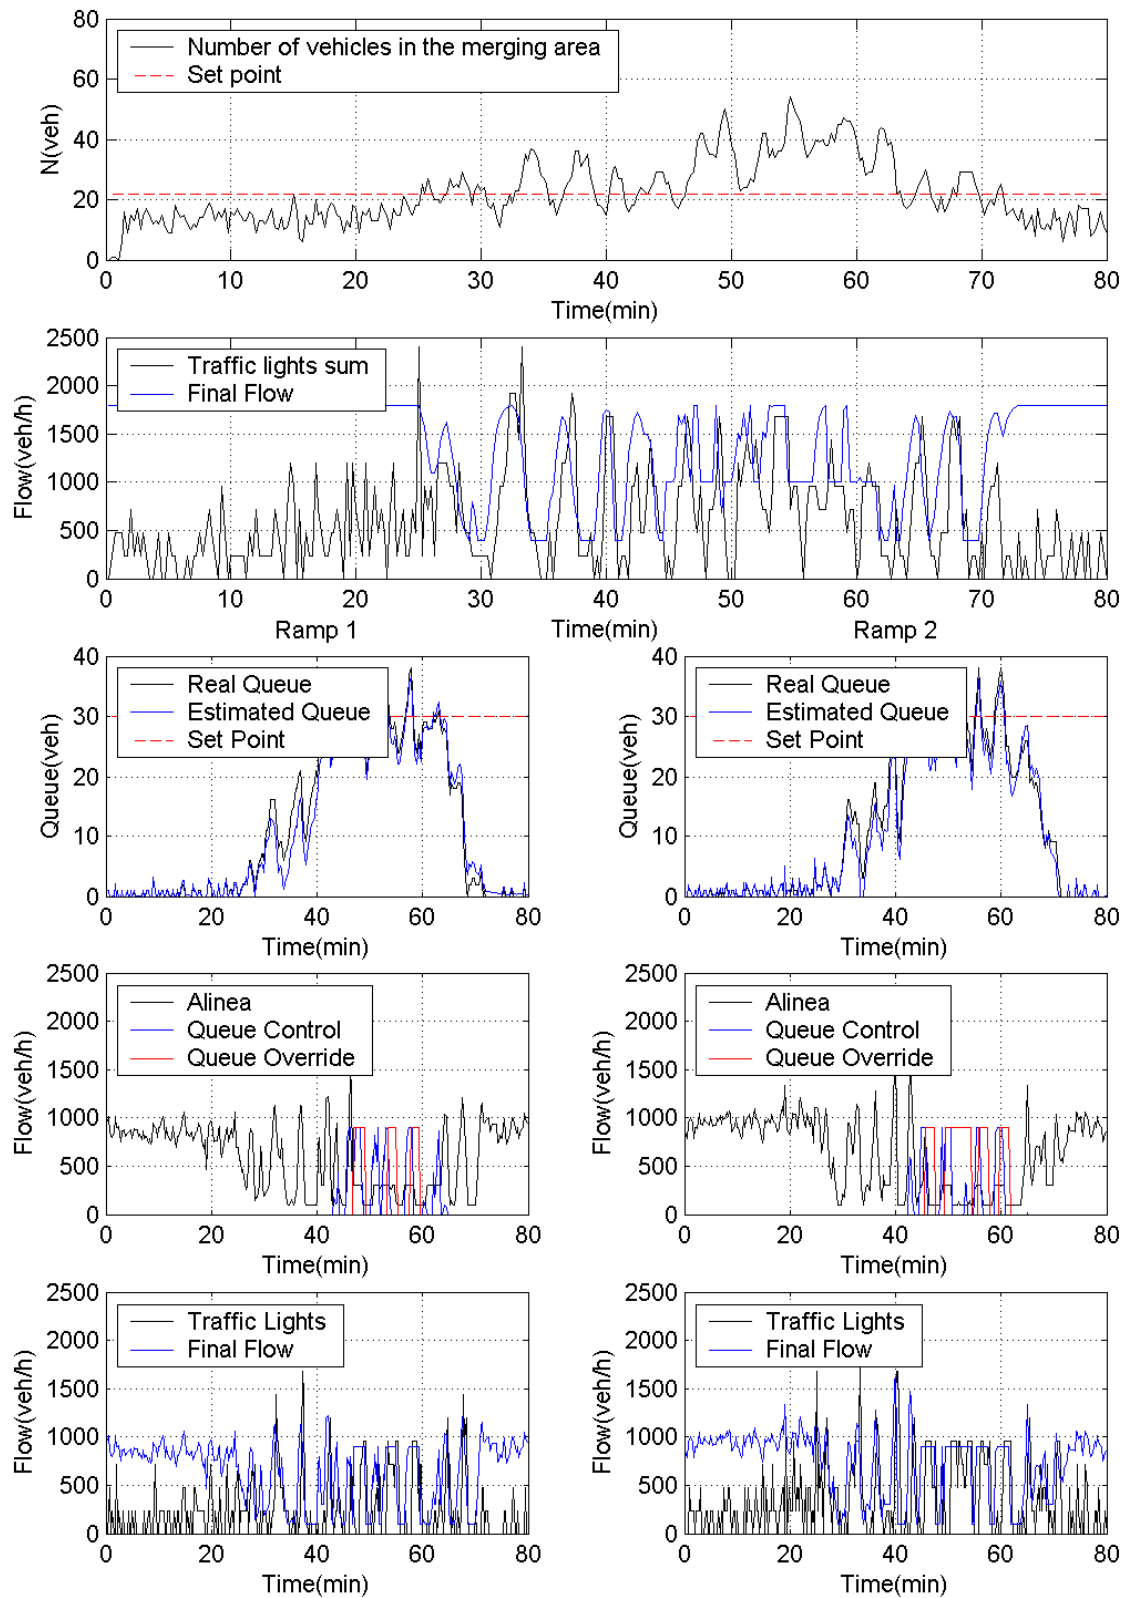 80
60
40
20
0
N(veh)
Number of vehicles in the merging area
Set point
0 10 20 30 40 50 60 70 80
Time(min)
2500
2000
1500
1000
500
0
Flow(veh/h)
Traffic lights sum
Final Flow
0 10 20 30 40 50 60 70 80
Ramp 1 Time(min) Ramp 2
40
30
20
10
0
Queue(veh)
Real Queue
Estimated Queue
Set Point
0 20 40 60 80
Time(min)
40
30
20
10
0
Queue(veh)
Real Queue
Estimated Queue
Set Point
0 20 40 60 80
Time(min)
2500
2000
1500
1000
500
0
Flow(veh/h)
Alinea
Queue Control
Queue Override
0 20 40 60 80
Time(min)
2500
2000
1500
1000
500
0
Flow(veh/h)
Alinea
Queue Control
Queue Override
0 20 40 60 80
Time(min)
2500
2000
1500
1000
500
0
Flow(veh/h)
Traffic Lights
Final Flow
0 20 40 60 80
Time(min)
2500
2000
1500
1000
500
0
Flow(veh/h)
Traffic Lights
Final Flow
0 20 40 60 80
Time(min)